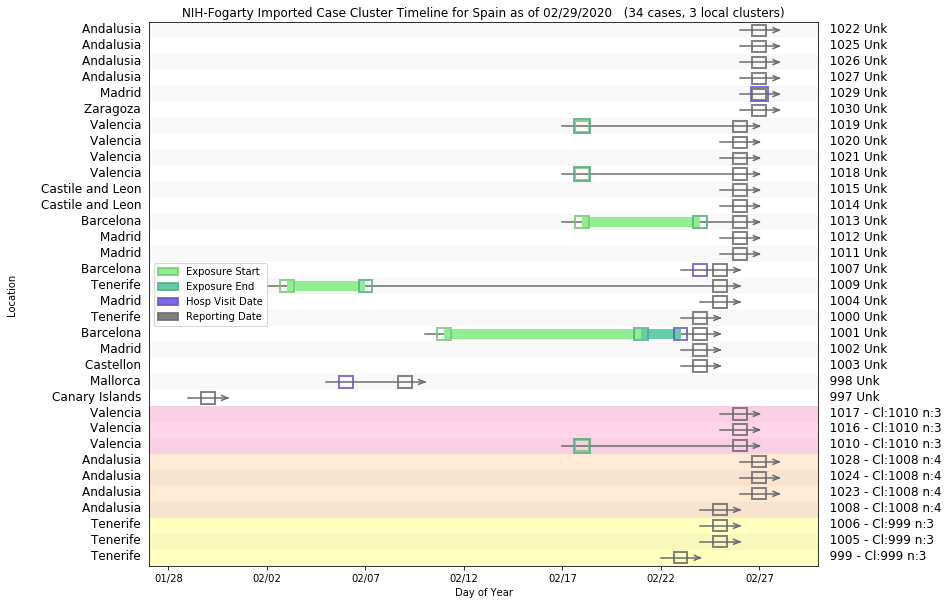 NIH-Fogarty Imported Case Cluster Timeline for Spain as of 02/29/2020 (34 cases, 3 local clusters)
Andalusia 1022 Unk
Andalusia 1025 Unk
Andalusia 1026 Unk
Andalusia 1027 Unk
Madrid 1029 Unk
Zaragoza 1030 Unk
Valencia 1019 Unk
Valencia 1020 Unk
Valencia 1021 Unk
Valencia 1018 Unk
Castile and Leon 1015 Unk
Castile and Leon 1014 Unk
Barcelona 1013 Unk
Madrid 1012 Unk
Madrid 1011 Unk
Barcelona 1007 Unk
Tenerife 1009 Unk
Madrid 1004 Unk
Tenerife 1000 Unk
Barcelona 1001 Unk
Madrid 1002 Unk
Castellon 1003 Unk
Mallorca 998 Unk
Canary Islands 997 Unk
Valencia 1017 - Cl:1010 n:3
Valencia 1016 - Cl:1010 n:3
Valencia 1010 - Cl:1010 n:3
Andalusia 1028 - Cl:1008 n:4
Andalusia 1024 - Cl:1008 n:4
Andalusia 1023 - Cl:1008 n:4
Andalusia 1008 - Cl:1008 n:4
Tenerife 1006 - Cl:999 n:3
Tenerife 1005 - Cl:999 n:3
Tenerife 999 - Cl:999 n:3
Exposure Start
Exposure End
Hosp Visit Date
Reporting Date
Location
01/28 02/02 02/07 02/12 02/17 02/22 02/27
Day of Year